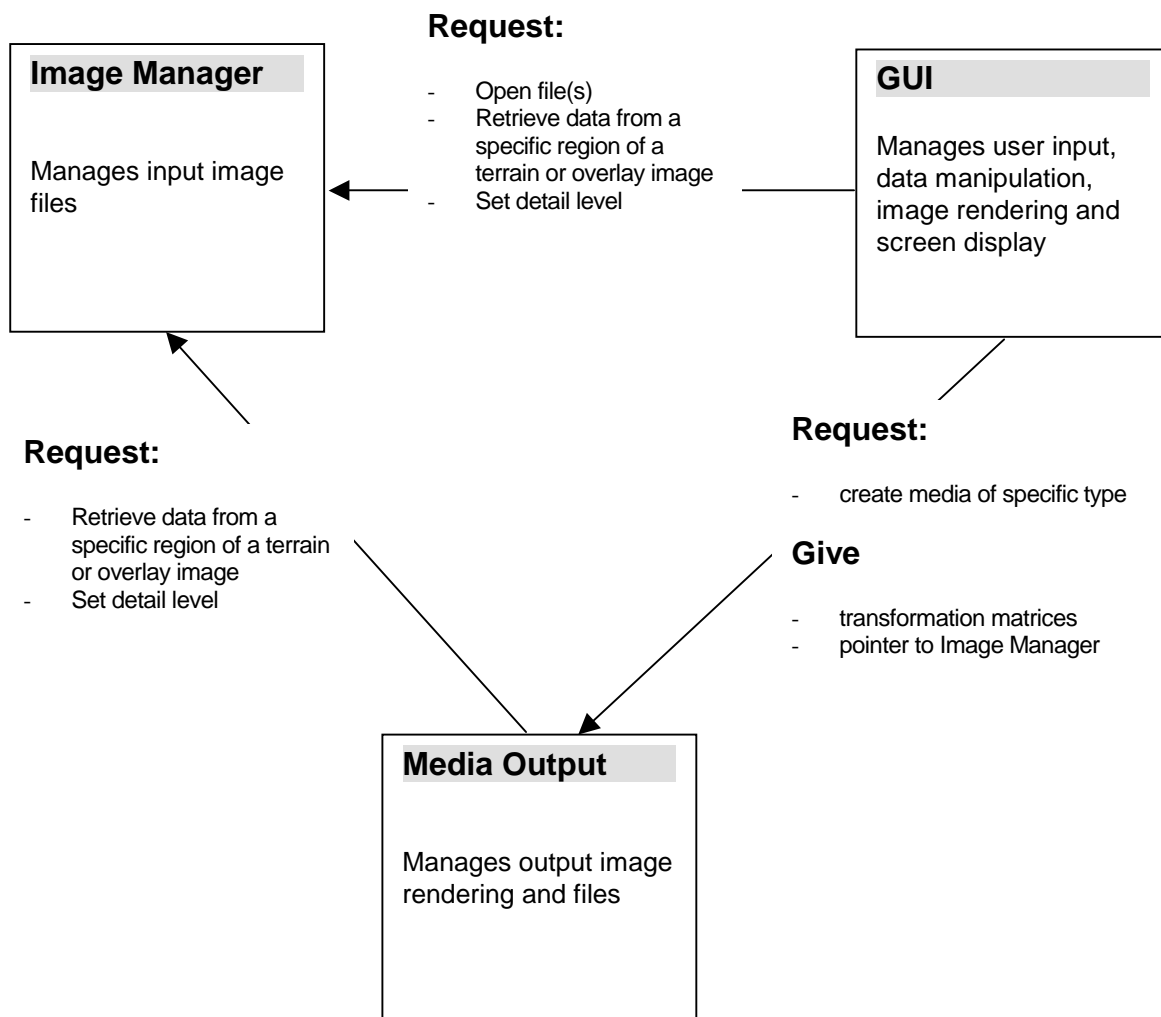 Request:
- Open file(s)
- Retrieve data from a
specific region of a
terrain or overlay image
- Set detail level
Image Manager
Manages input image
files
GUI
Manages user input,
data manipulation,
image rendering and
screen display
Request:
- Retrieve data from a
specific region of a terrain
or overlay image
- Set detail level
Request:
- create media of specific type
Give
- transformation matrices
- pointer to Image Manager
Media Output
Manages output image
rendering and files